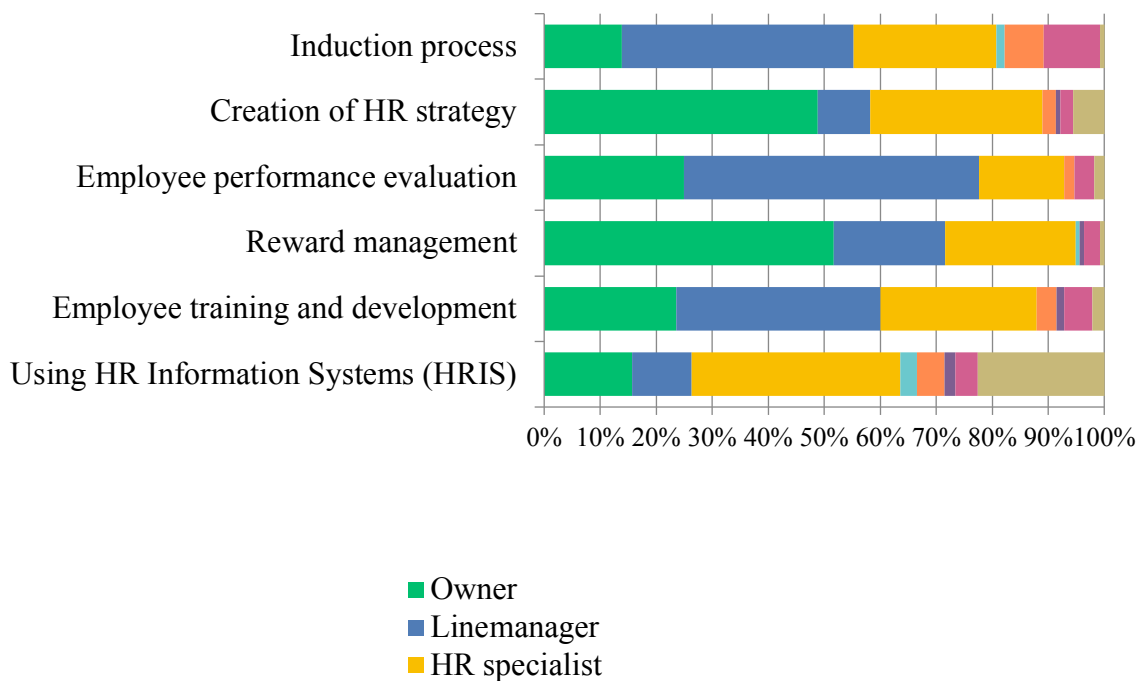 Induction process
Creation of HR strategy
Employee performance evaluation
Reward management
Employee training and development
Using HR Information Systems (HRIS)
0% 10% 20% 30% 40% 50% 60% 70% 80% 90% 100%
Owner
Linemanager
HR specialist